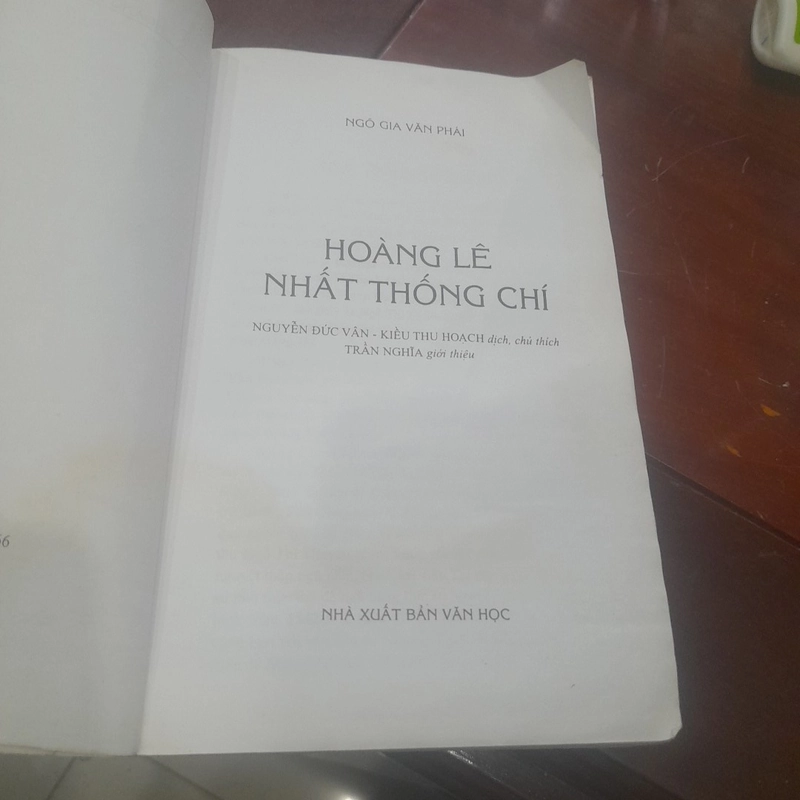 NGÔ GIA VĂN PHÁI
HOÀNG LÊ
NHẤT THỐNG CHÍ
NGUYỄN ĐỨC VÂN - KIỀU THU HOẠCH dịch, chú thích
TRẦN NGHĨA giới thiệu
NHÀ XUẤT BẢN VĂN HỌC